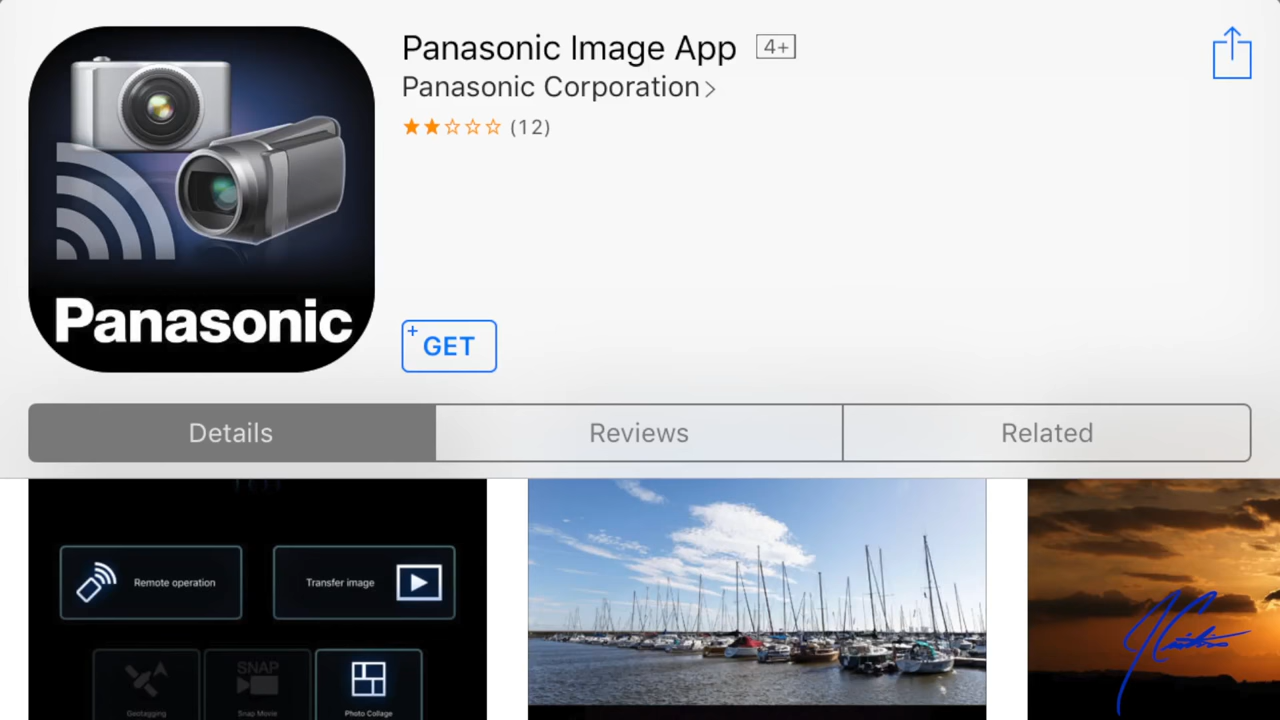 Panasonic Image App 4+
Panasonic Corporation >
(12)
Panasonic
+ GET
Details Reviews Related
Remote operation Transfer image
Geotagging SNAP Snap Movie Photo Collage